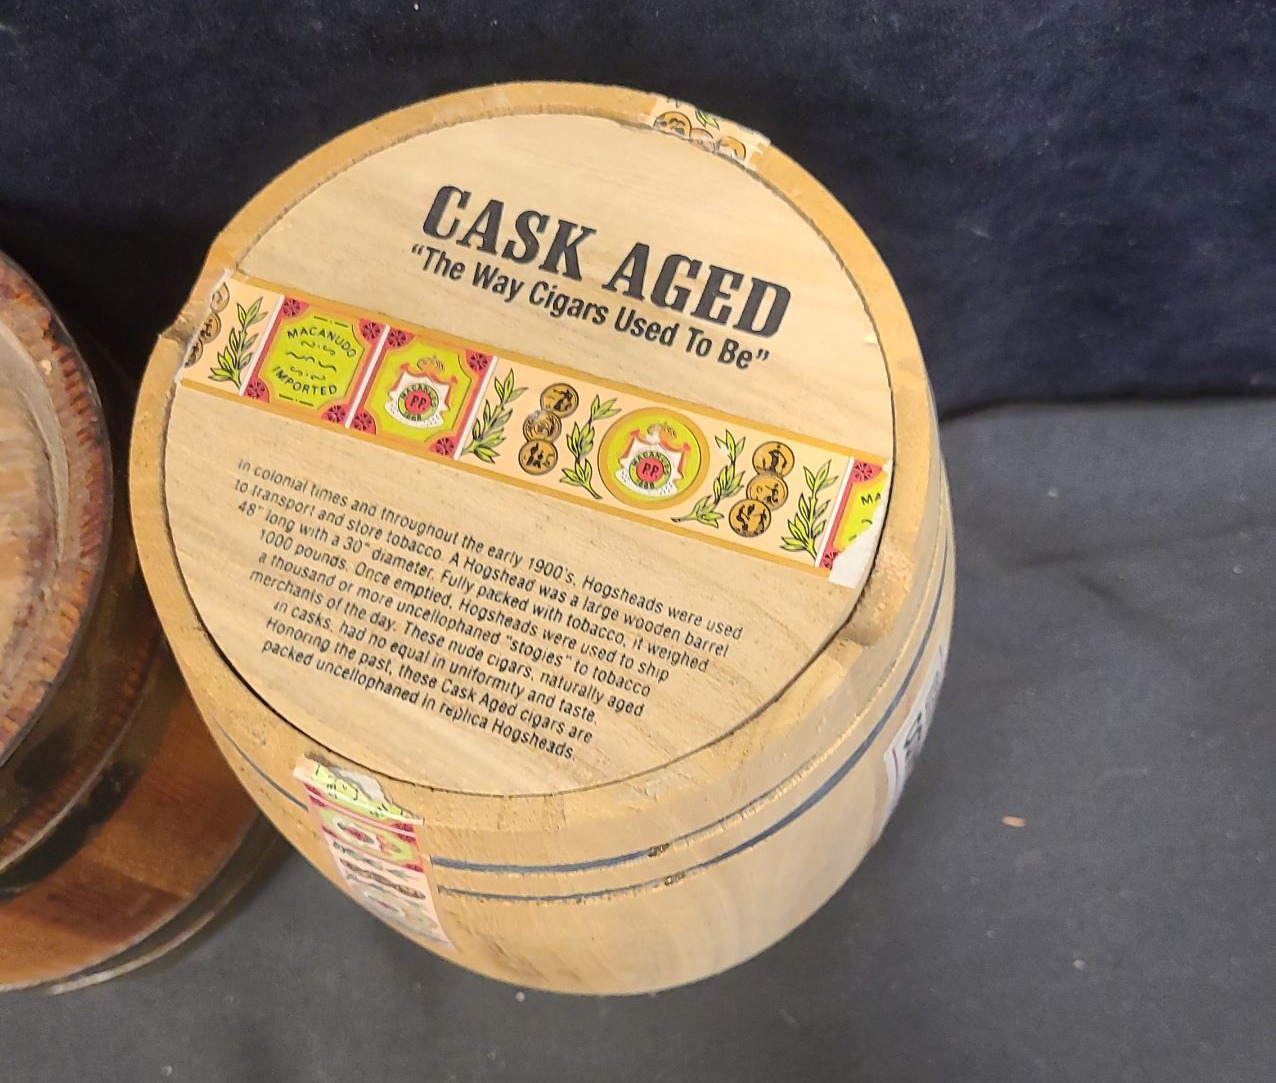 CASK AGED
“The Way Cigars Used To Be”
MACANUDO
IMPORTED
MACANUDO
P.P.
MACANUDO
P.P.
MA
In colonial times and throughout the early 1900's, Hogsheads were used
to transport and store tobacco. A Hogshead was a large wooden barrel
48" long with a 30" diameter. Fully packed with tobacco, it weighed
1000 pounds. Once emptied, Hogsheads were used to ship
a thousand or more uncellophaned "stogies" to tobacco
merchants of the day. These nude cigars, naturally aged
in casks, had no equal in uniformity and taste.
Honoring the past, these Cask Aged cigars are
packed uncellophaned in replica Hogsheads.